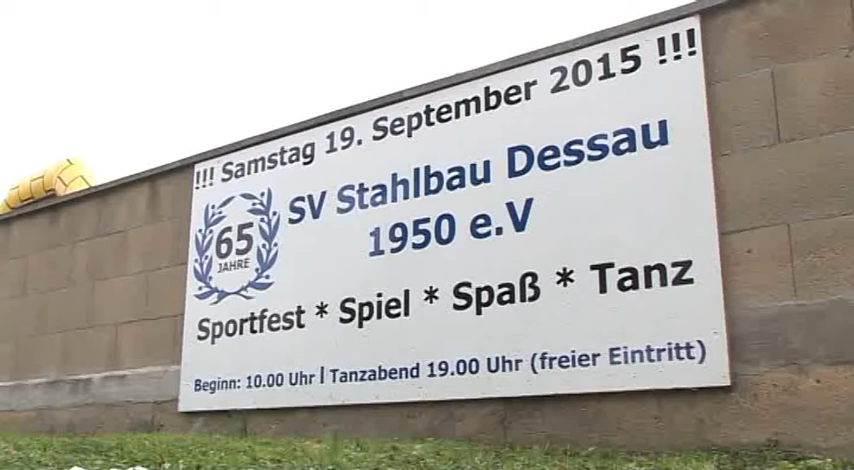 !!! Samstag 19. September 2015 !!!
SV Stahlbau Dessau
1950 e.V
65
JAHRE
Sportfest * Spiel * Spaß * Tanz
Beginn: 10.00 Uhr | Tanzabend 19.00 Uhr (freier Eintritt)